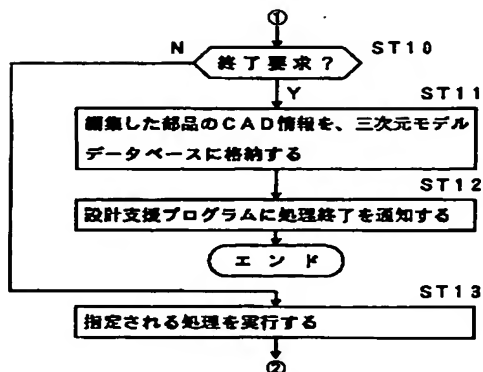 ①
N
終了要求？
ST10
Y
ST11
編集した部品のCAD情報を、三次元モデル
データベースに格納する
ST12
設計支援プログラムに処理終了を通知する
エンド
ST13
指定される処理を実行する
②